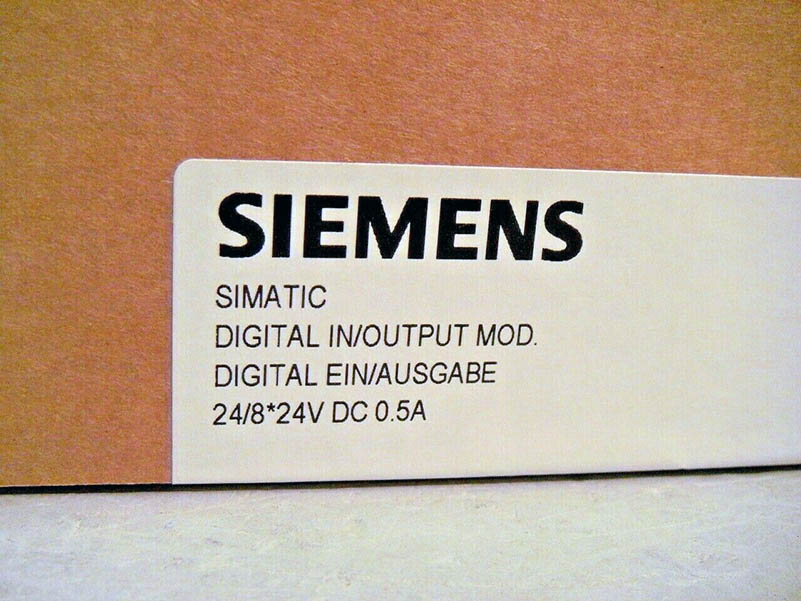 SIEMENS
SIMATIC
DIGITAL IN/OUTPUT MOD.
DIGITAL EIN/AUSGABE
24/8*24V DC 0.5A